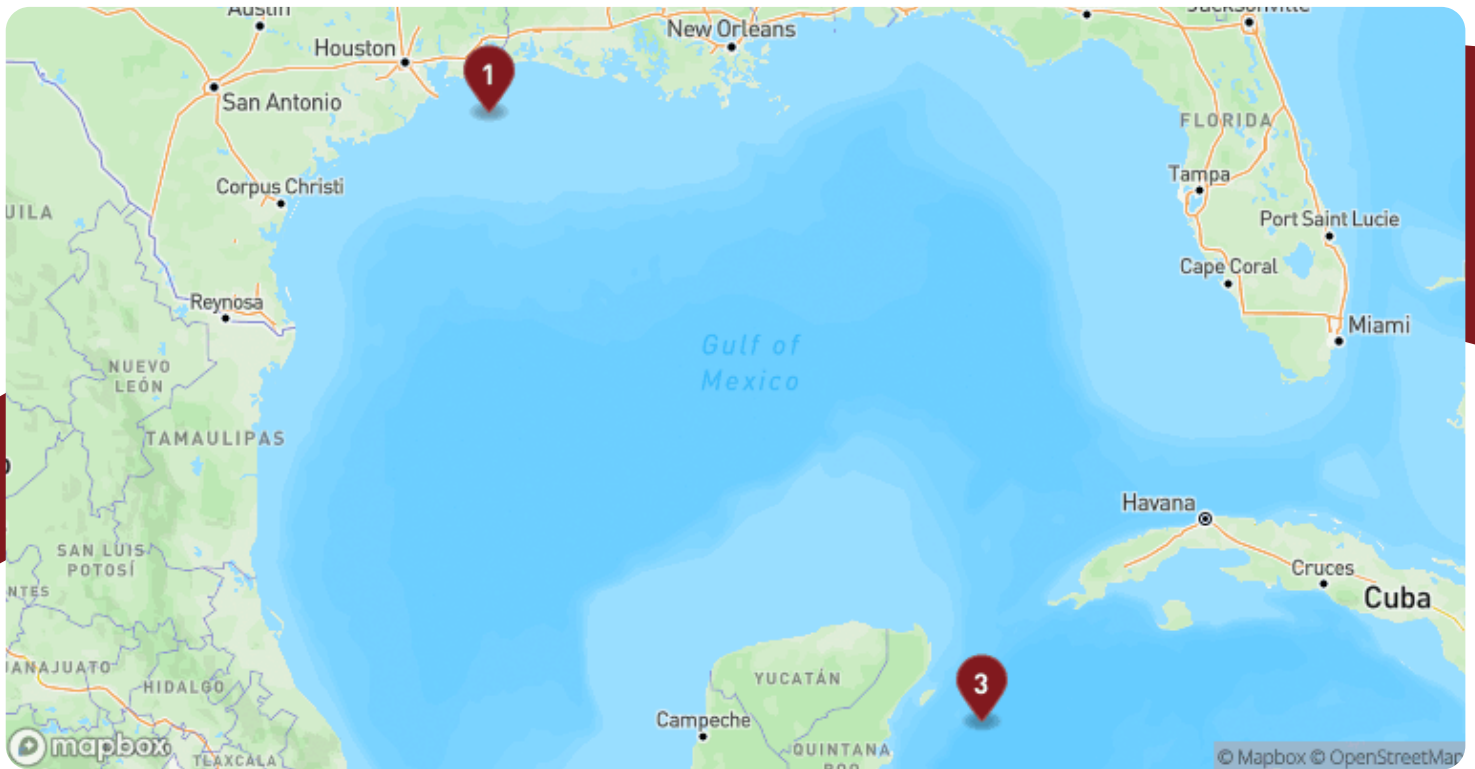 Austin
Jacksonville
New Orleans
Houston
1
San Antonio
FLORIDA
Tampa
Corpus Christi
UILA
Port Saint Lucie
Cape Coral
Reynosa
Miami
Gulf of
Mexico
NUEVO
LEÓN
TAMAULIPAS
Havana
SAN LUIS
POTOSÍ
Cruces
NTES
Cuba
UANAJUATO
YUCATÁN
3
HIDALGO
Campeche
mapbox
QUINTANA
ROO
TLAXCALA
© Mapbox © OpenStreetMap